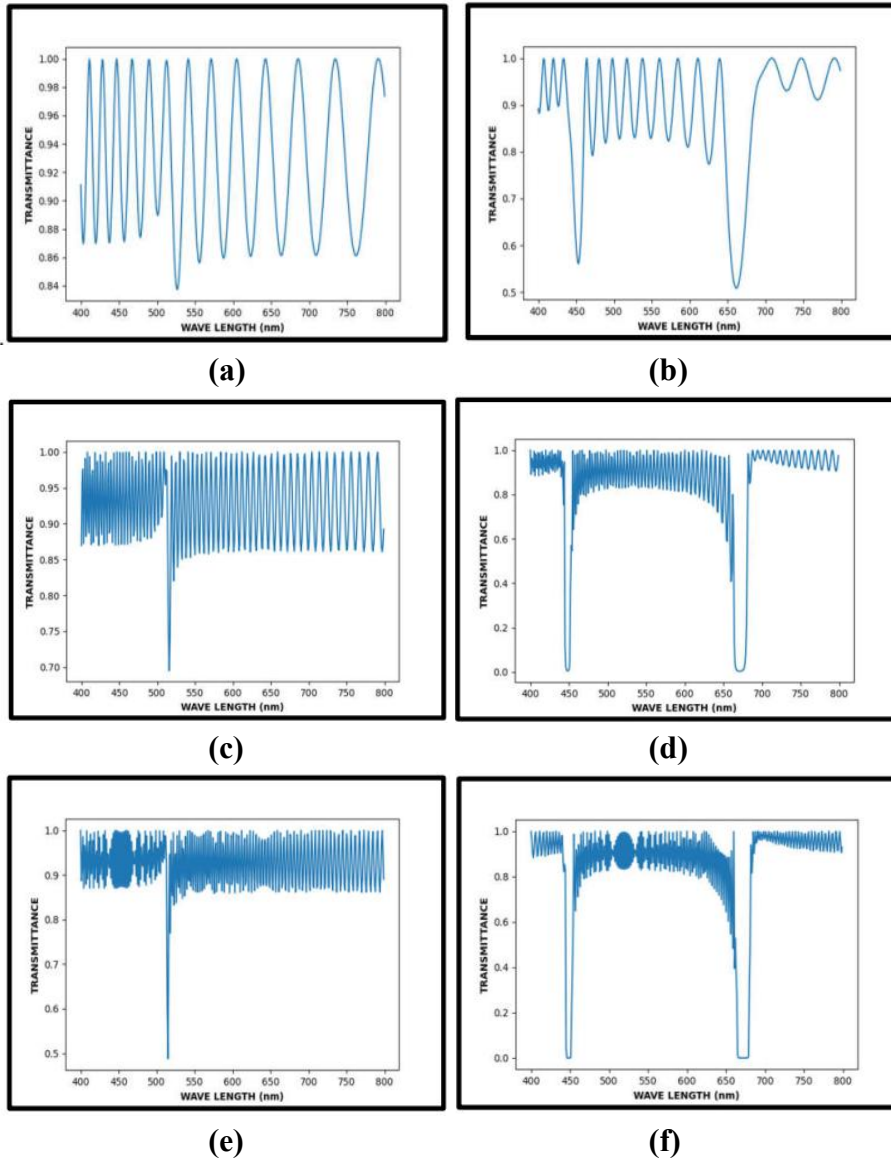 1.00
0.98
0.96
0.94
0.92
0.90
0.88
0.86
0.84
TRANSMITTANCE
400 450 500 550 600 650 700 750 800
WAVE LENGTH (nm)
(a)
1.0
0.9
0.8
0.7
0.6
0.5
TRANSMITTANCE
400 450 500 550 600 650 700 750 800
WAVE LENGTH (nm)
(b)
1.00
0.95
0.90
0.85
0.80
0.75
0.70
TRANSMITTANCE
400 450 500 550 600 650 700 750 800
WAVE LENGTH (nm)
(c)
1.0
0.8
0.6
0.4
0.2
0.0
TRANSMITTANCE
400 450 500 550 600 650 700 750 800
WAVE LENGTH (nm)
(d)
1.0
0.9
0.8
0.7
0.6
0.5
TRANSMITTANCE
400 450 500 550 600 650 700 750 800
WAVE LENGTH (nm)
(e)
1.0
0.8
0.6
0.4
0.2
0.0
TRANSMITTANCE
400 450 500 550 600 650 700 750 800
WAVE LENGTH (nm)
(f)